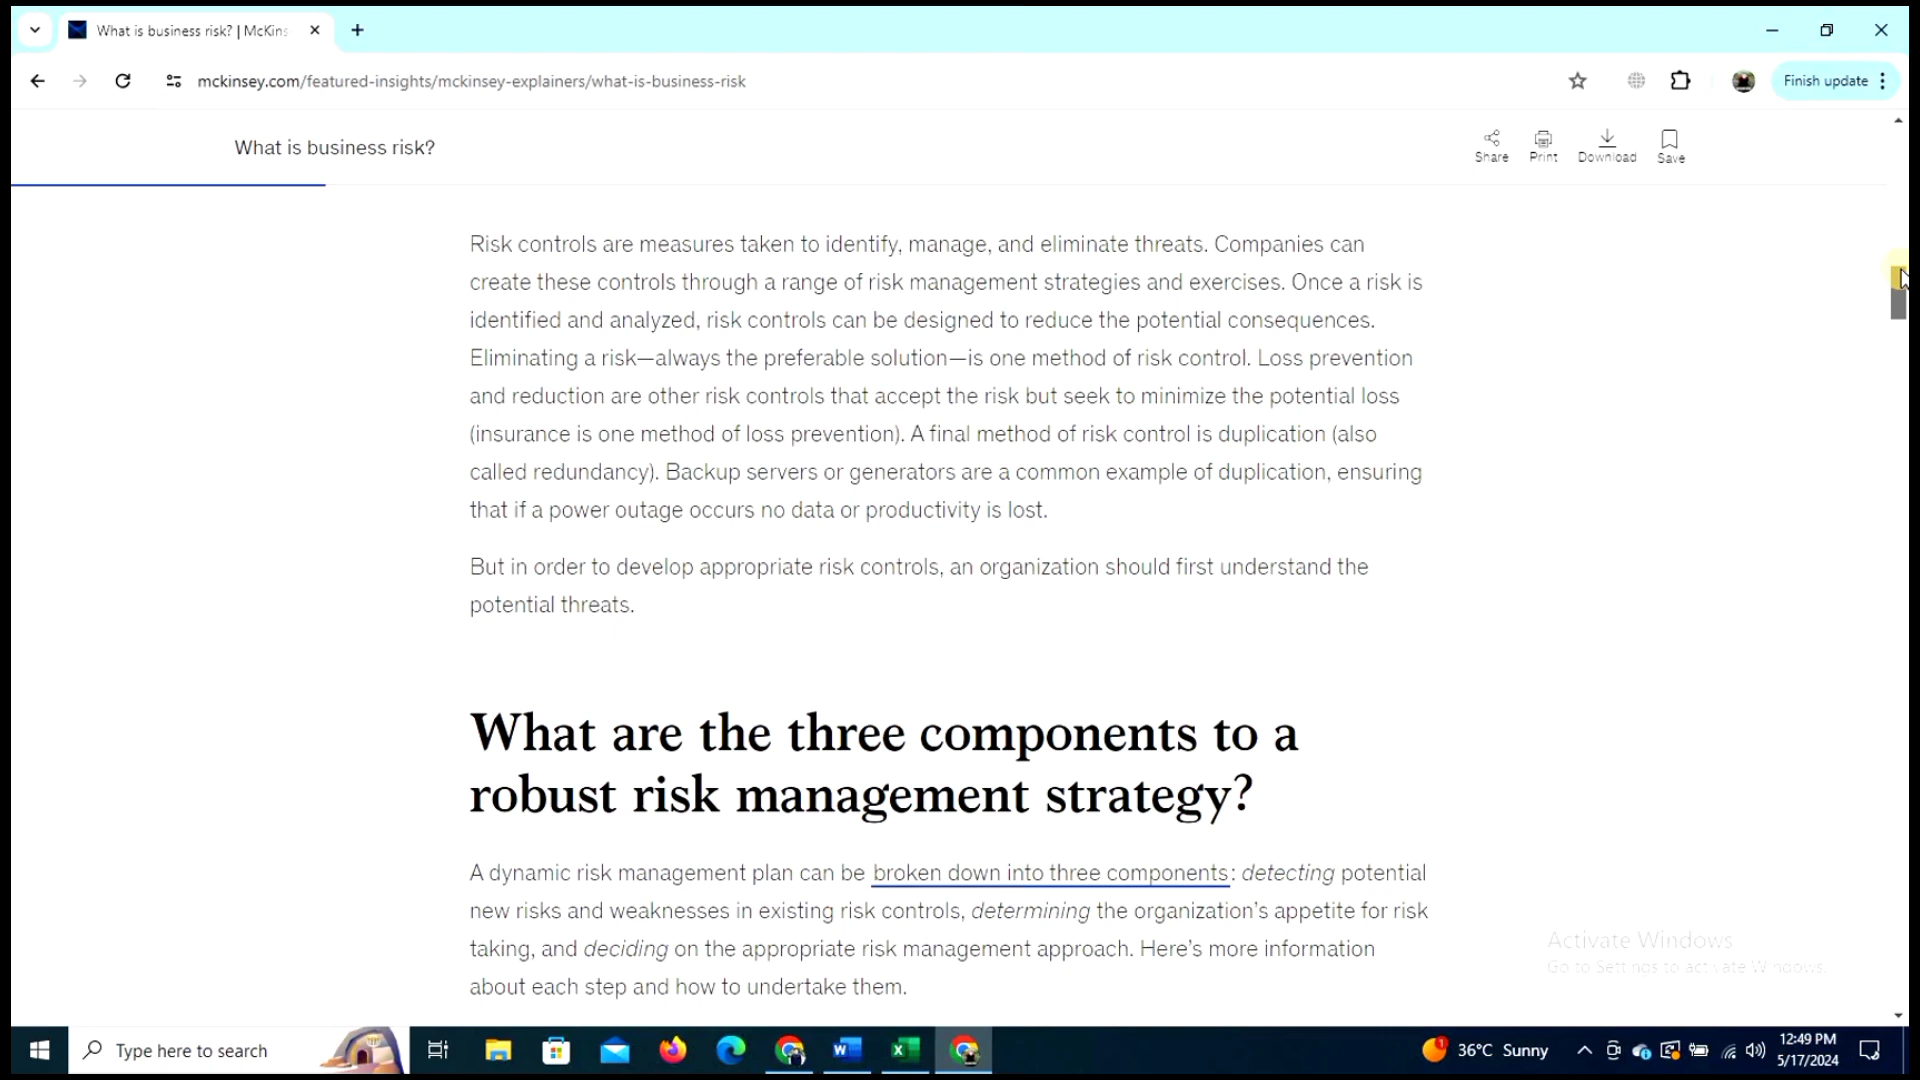 What is business risk? | McKins
mckinsey.com/featured-insights/mckinsey-explainers/what-is-business-risk
Finish update
What is business risk?
Share
Print
Download
Save
Risk controls are measures taken to identify, manage, and eliminate threats. Companies can
create these controls through a range of risk management strategies and exercises. Once a risk is
identified and analyzed, risk controls can be designed to reduce the potential consequences.
Eliminating a risk—always the preferable solution—is one method of risk control. Loss prevention
and reduction are other risk controls that accept the risk but seek to minimize the potential loss
(insurance is one method of loss prevention). A final method of risk control is duplication (also
called redundancy). Backup servers or generators are a common example of duplication, ensuring
that if a power outage occurs no data or productivity is lost.
But in order to develop appropriate risk controls, an organization should first understand the
potential threats.
What are the three components to a
robust risk management strategy?
A dynamic risk management plan can be broken down into three components: detecting potential
new risks and weaknesses in existing risk controls, determining the organization's appetite for risk
taking, and deciding on the appropriate risk management approach. Here's more information
about each step and how to undertake them.
Activate Windows
Go to Settings to activate Windows.
Type here to search
36°C Sunny
12:49 PM
5/17/2024